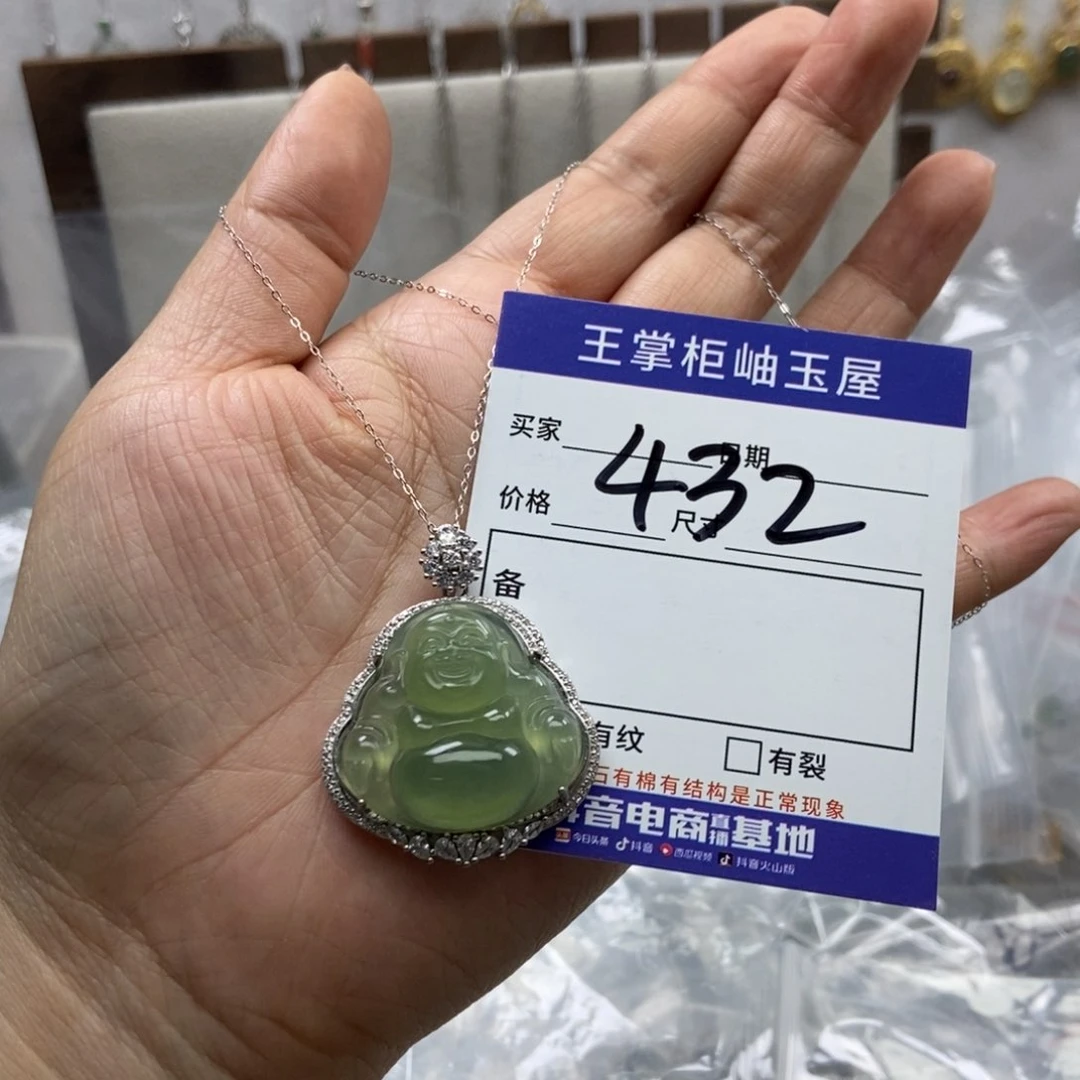 王掌柜岫玉屋
买家 日期
432
价格 尺寸
备
有纹 有裂
石有棉有结构是正常现象
抖音电商直播基地
今日头条 抖音 西瓜视频 抖音火山版